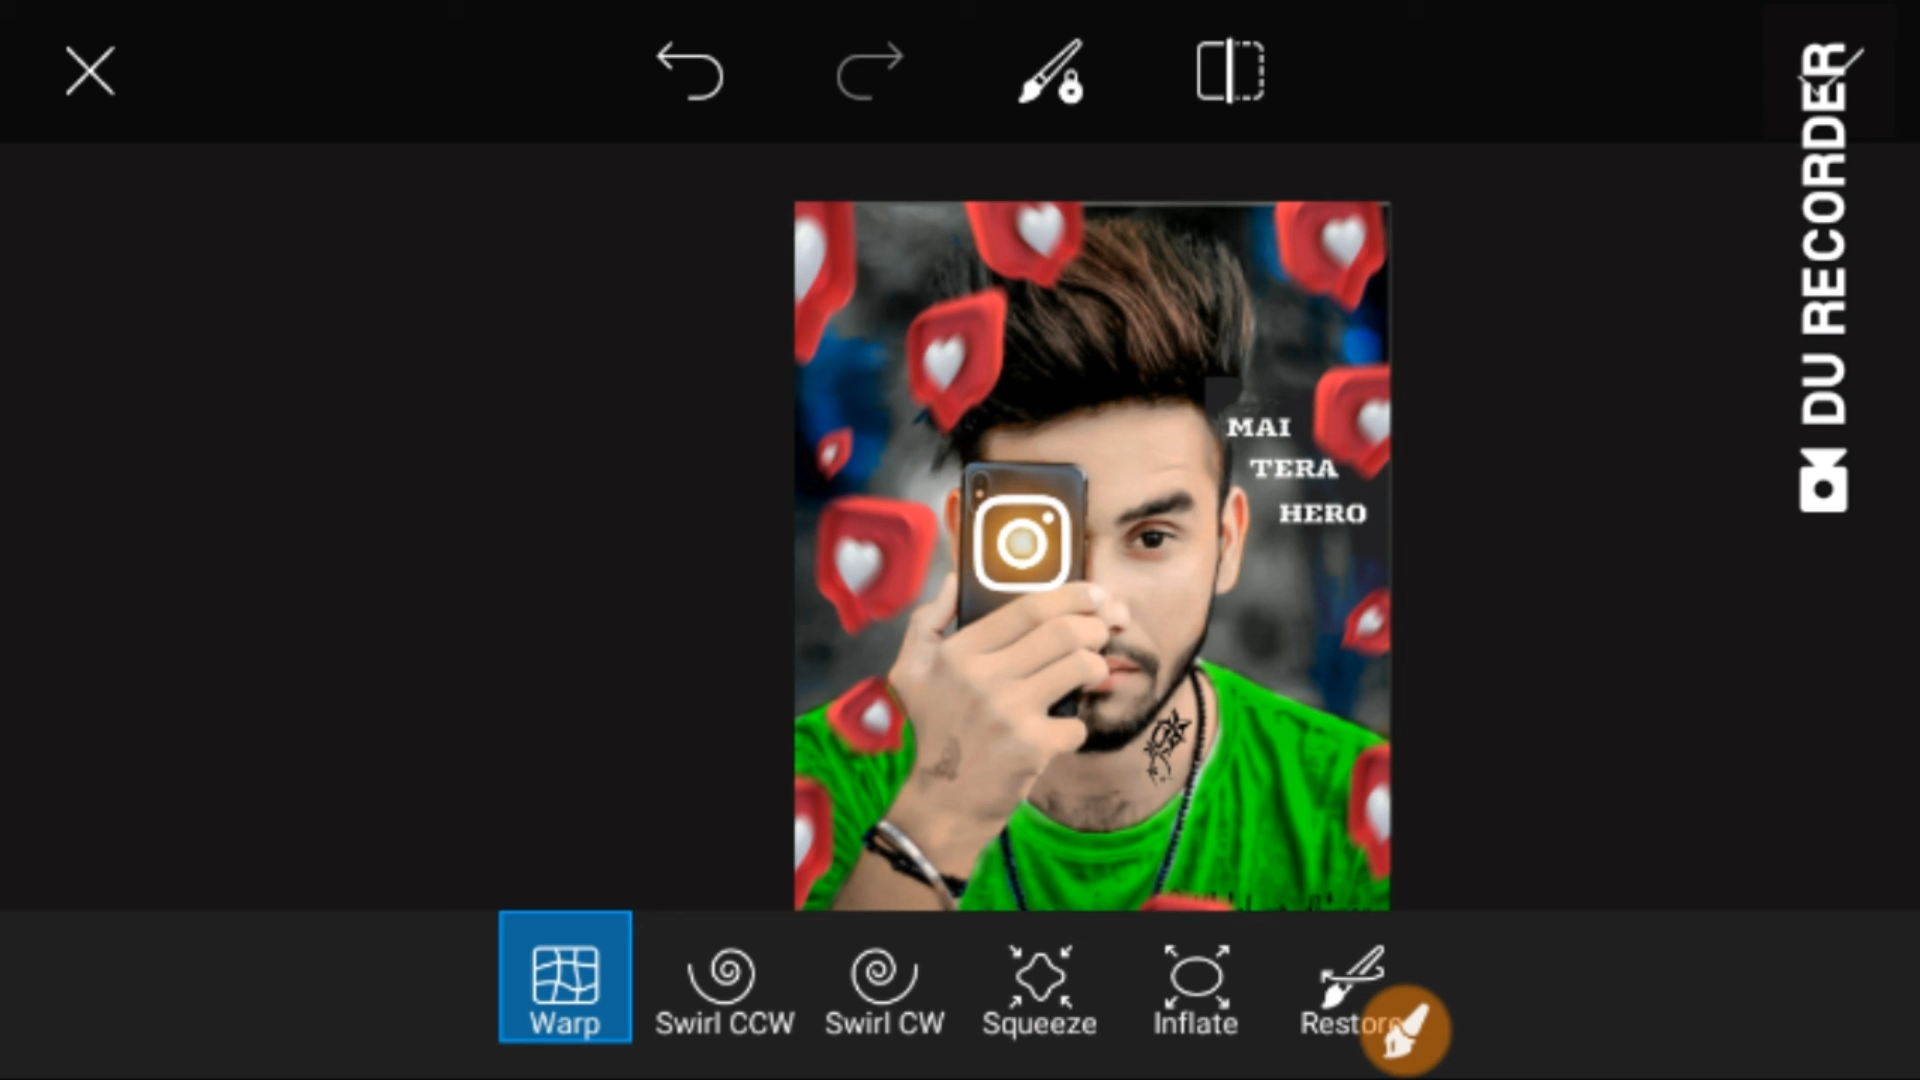 DU RECORDER
MAI
TERA
HERO
Warp
Swirl CCW
Swirl CW
Squeeze
Inflate
Restore